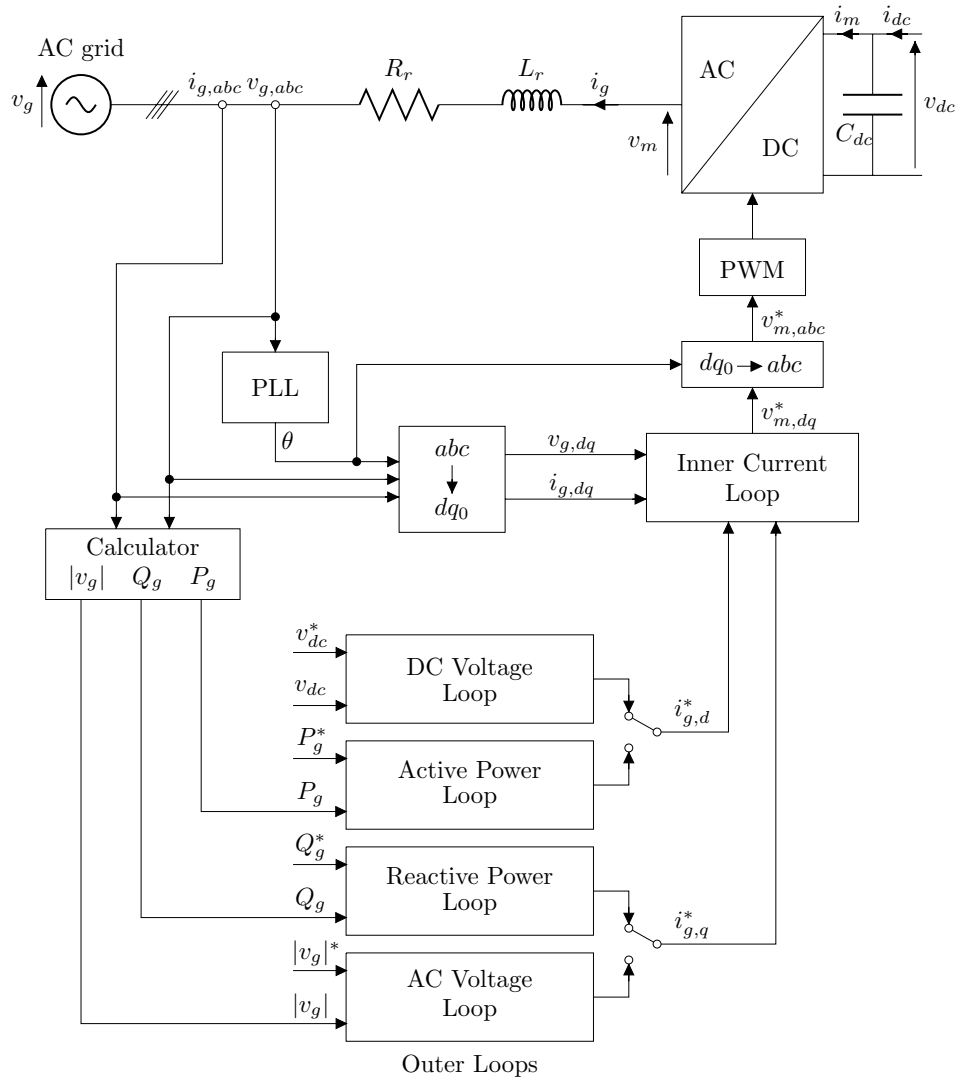 AC grid
v_g
i_{g,abc}
v_{g,abc}
R_r
L_r
i_g
v_m
AC
DC
i_m
i_{dc}
C_{dc}
v_{dc}
PWM
v^*_{m,abc}
dq_0 → abc
v^*_{m,dq}
PLL
θ
abc
↓
dq_0
v_{g,dq}
i_{g,dq}
Inner Current
Loop
Calculator
|v_g| Q_g P_g
v^*_{dc}
v_{dc}
DC Voltage
Loop
i^*_{g,d}
P^*_g
P_g
Active Power
Loop
Q^*_g
Q_g
Reactive Power
Loop
i^*_{g,q}
|v_g|^*
|v_g|
AC Voltage
Loop
Outer Loops